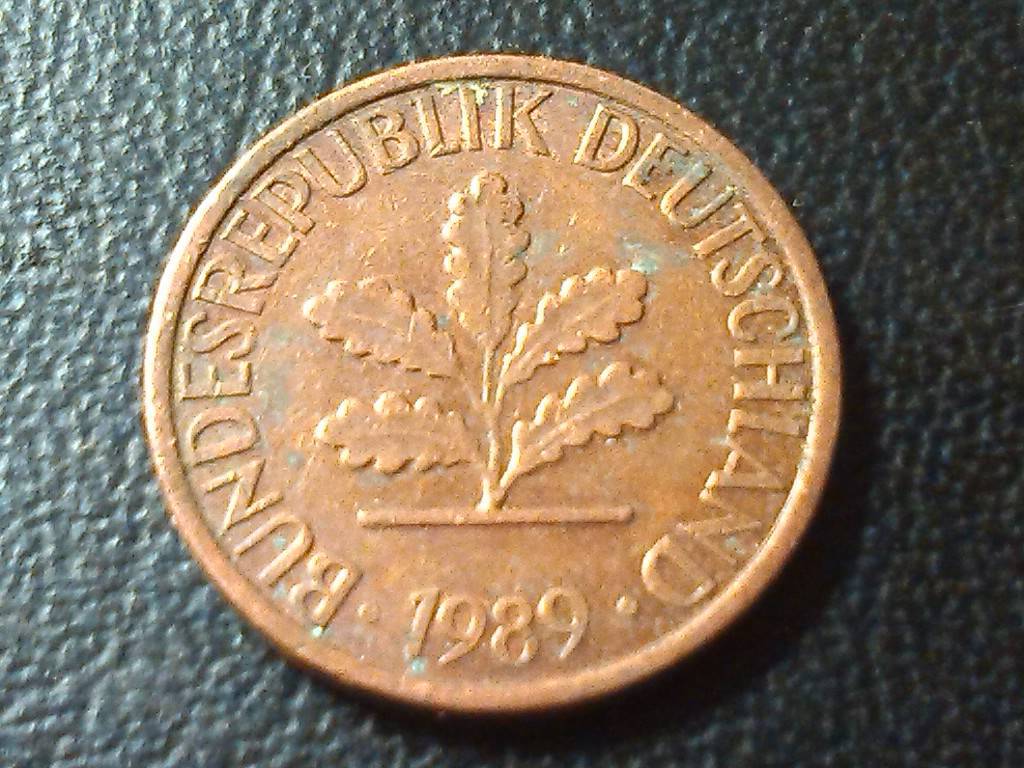 BUNDESREPUBLIK DEUTSCHLAND
· 1989 ·